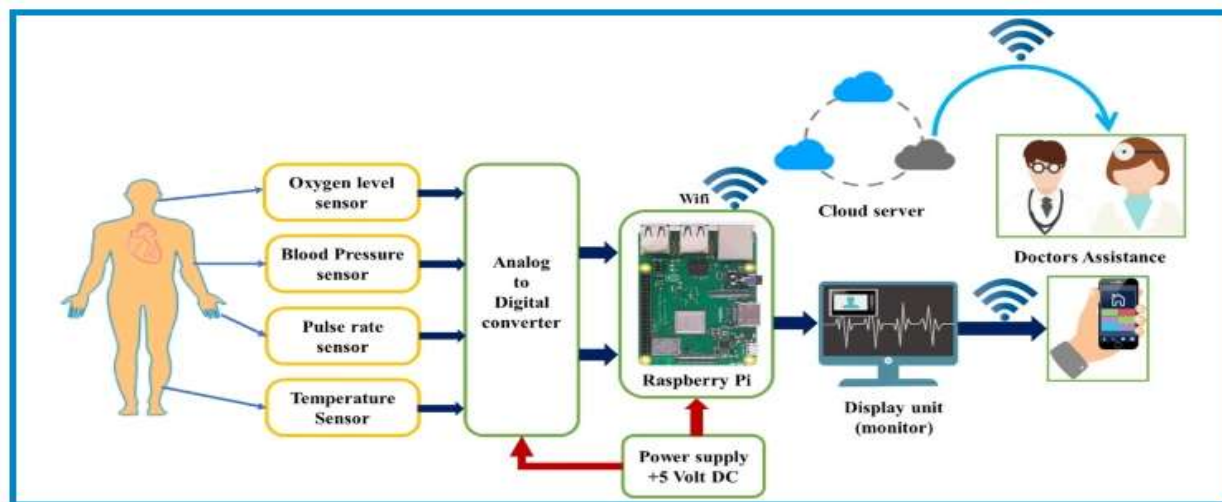 Oxygen level
sensor
Blood Pressure
sensor
Pulse rate
sensor
Temperature
Sensor
Analog
to
Digital
converter
Wifi
Raspberry Pi
Power supply
+5 Volt DC
Cloud server
Doctors Assistance
Display unit
(monitor)